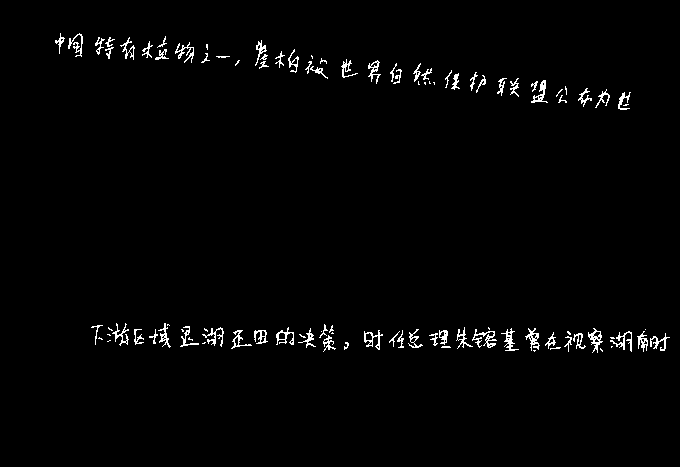 中国特有植物之一,崖柏被世界自然保护联盟公布为世
下游区域退湖还田的决策。时任总理朱镕基曾在视察湖南时